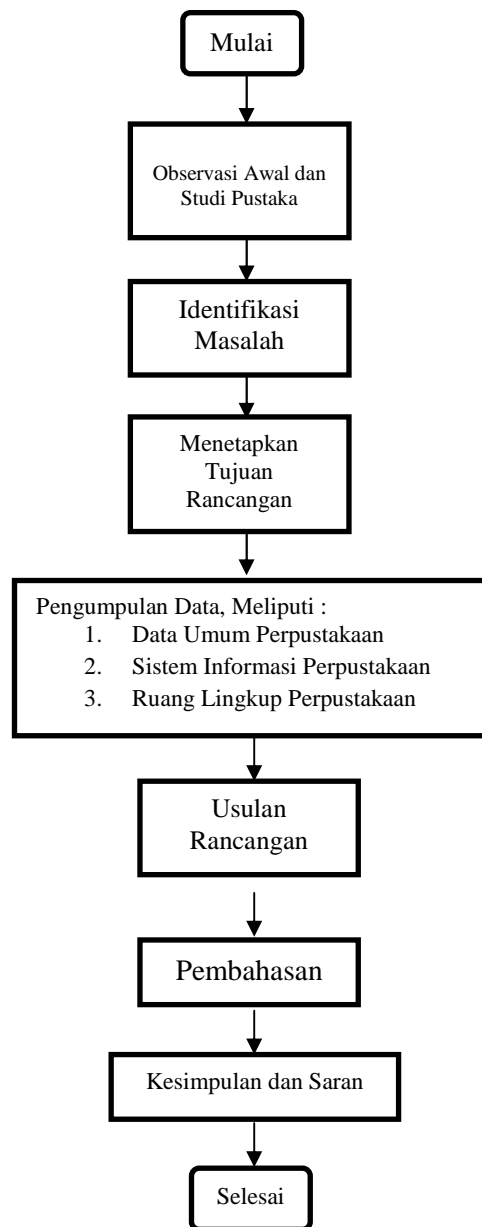 Mulai
Observasi Awal dan
Studi Pustaka
Identifikasi
Masalah
Menetapkan
Tujuan
Rancangan
Pengumpulan Data, Meliputi :
1. Data Umum Perpustakaan
2. Sistem Informasi Perpustakaan
3. Ruang Lingkup Perpustakaan
Usulan
Rancangan
Pembahasan
Kesimpulan dan Saran
Selesai